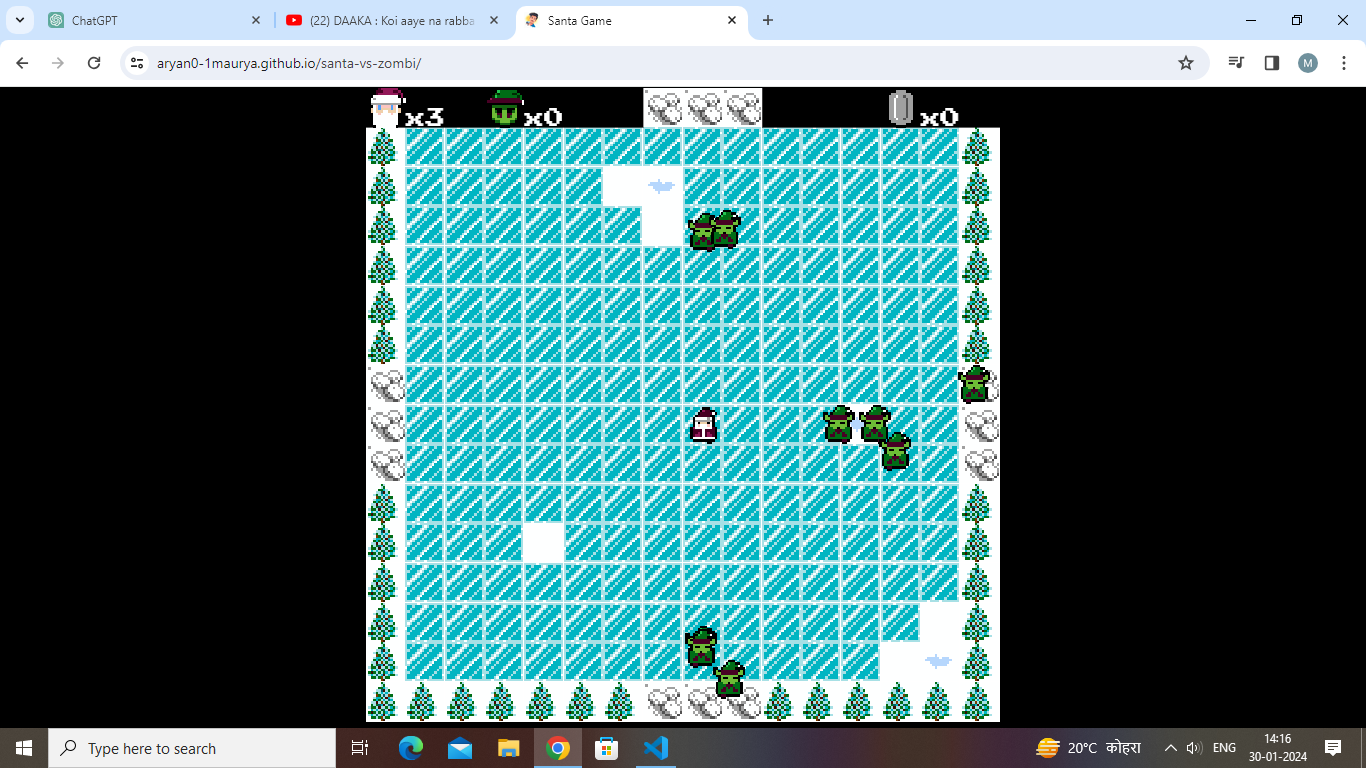 ChatGPT
(22) DAAKA : Koi aaye na rabba
Santa Game
aryan0-1maurya.github.io/santa-vs-zombi/
M
x3
x0
x0
Type here to search
20°C कोहरा
ENG
14:16
30-01-2024